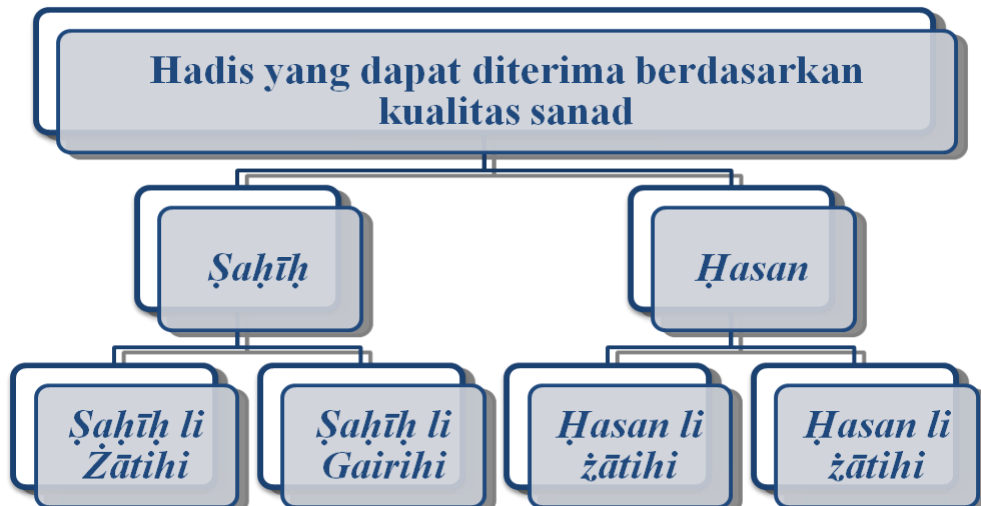 Hadis yang dapat diterima berdasarkan
kualitas sanad
Ṣaḥīḥ
Ḥasan
Ṣaḥīḥ li
Żātihi
Ṣaḥīḥ li
Gairihi
Ḥasan li
żātihi
Ḥasan li
żātihi